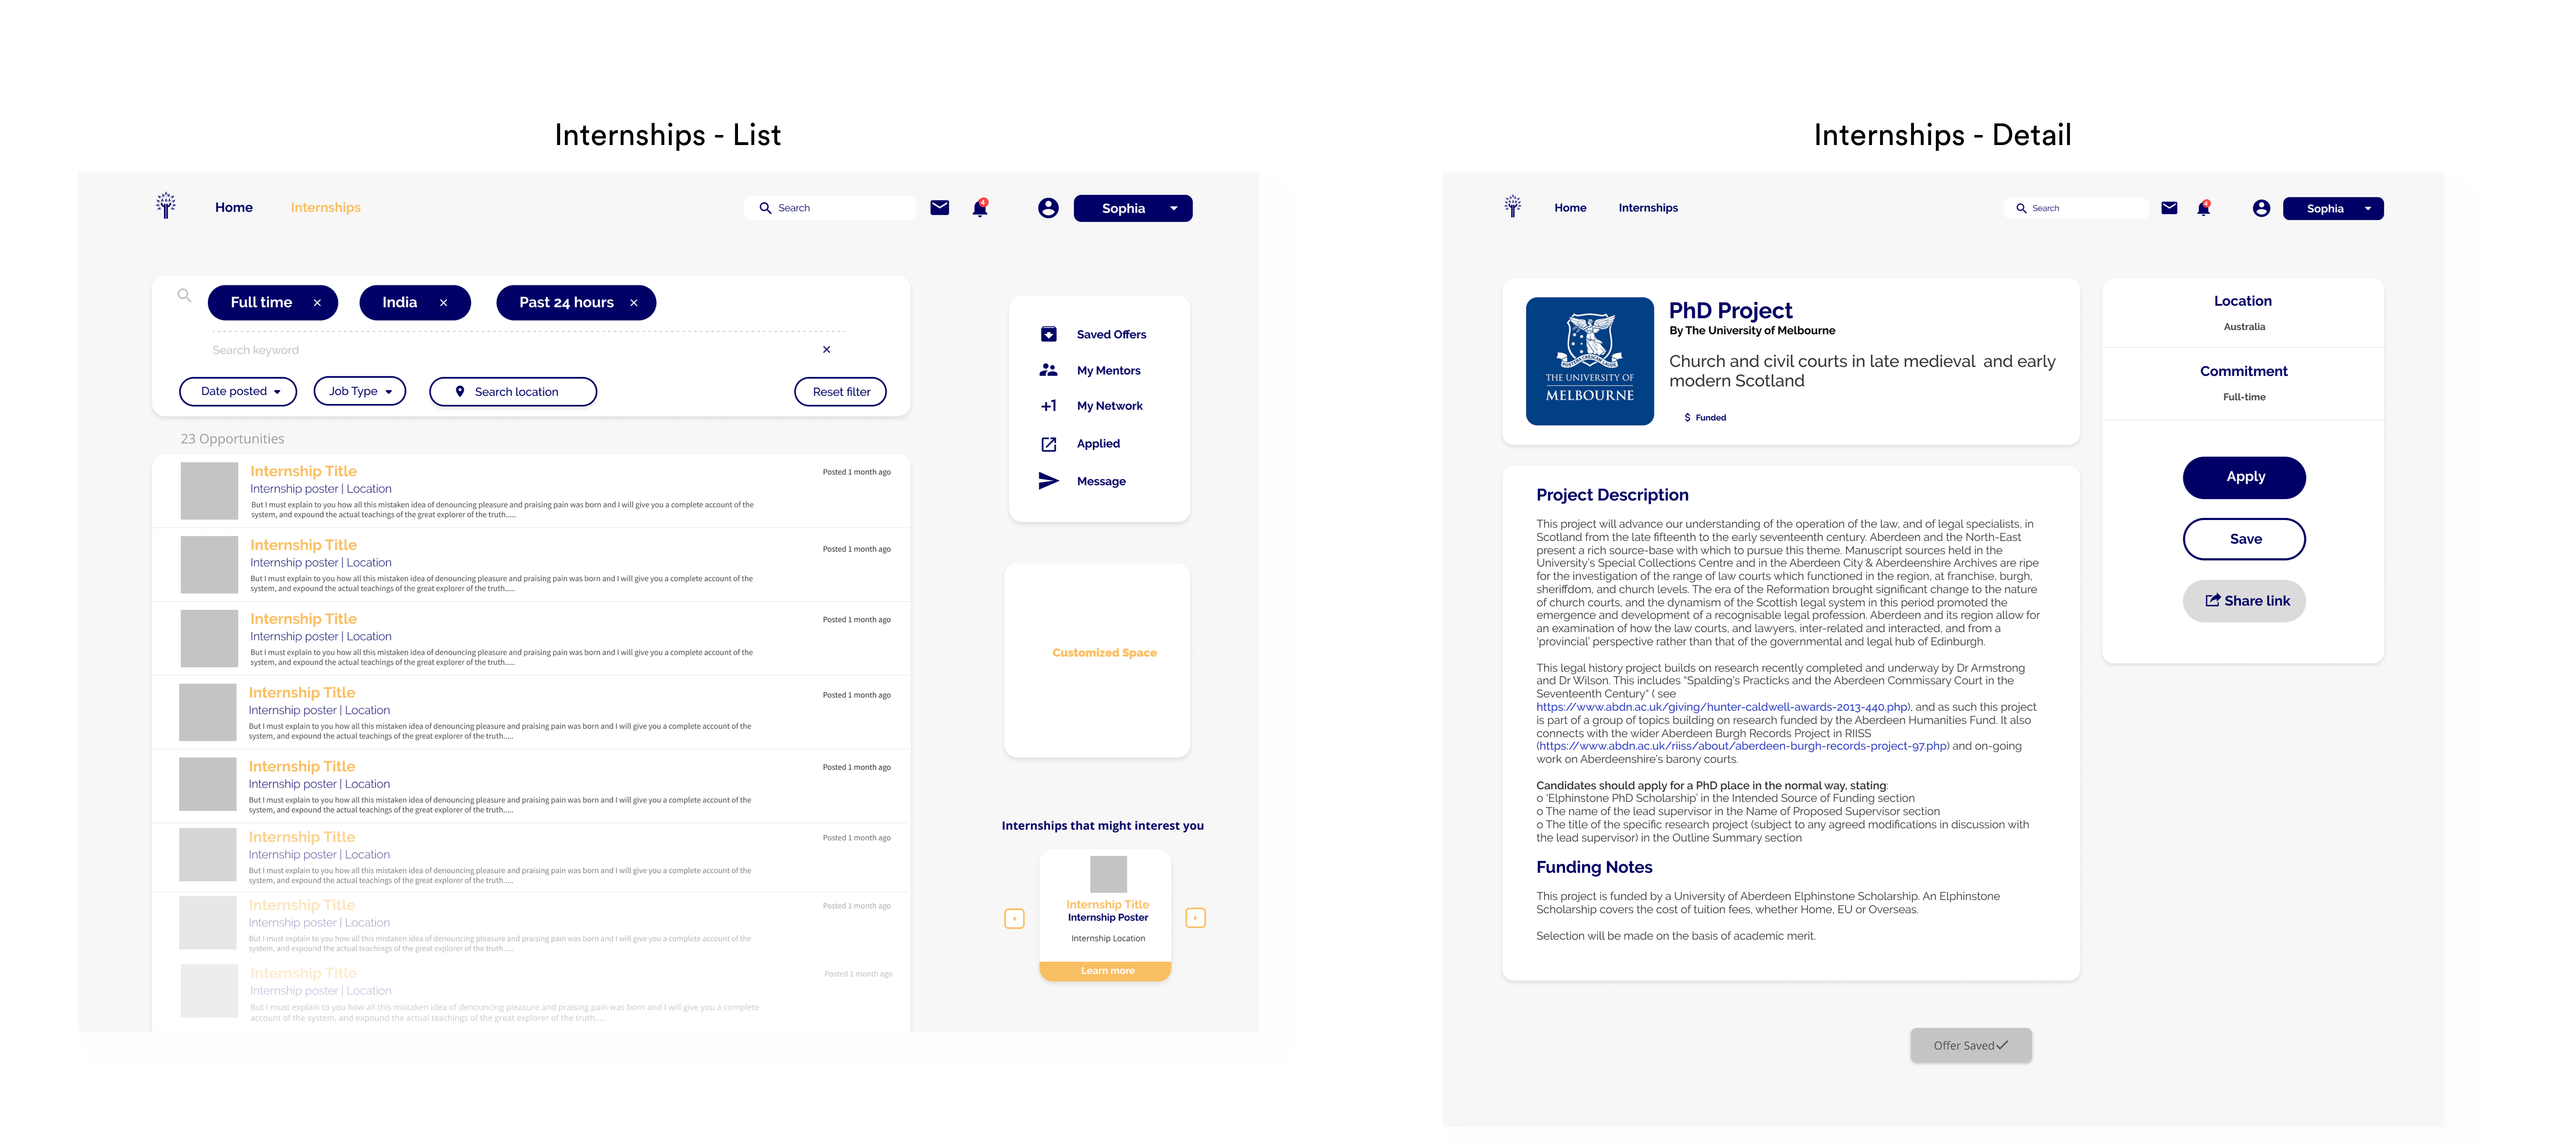 Internships - List
Home
Internships
Search
4
Sophia
Full time
India
Past 24 hours
Search keyword
Date posted
Job Type
Search location
Reset filter
23 Opportunities
Internship Title
Posted 1 month ago
Internship poster | Location
But I must explain to you how all this mistaken idea of denouncing pleasure and praising pain was born and I will give you a complete account of the
system, and expound the actual teachings of the great explorer of the truth.....
Internship Title
Posted 1 month ago
Internship poster | Location
But I must explain to you how all this mistaken idea of denouncing pleasure and praising pain was born and I will give you a complete account of the
system, and expound the actual teachings of the great explorer of the truth.....
Internship Title
Posted 1 month ago
Internship poster | Location
But I must explain to you how all this mistaken idea of denouncing pleasure and praising pain was born and I will give you a complete account of the
system, and expound the actual teachings of the great explorer of the truth.....
Internship Title
Posted 1 month ago
Internship poster | Location
But I must explain to you how all this mistaken idea of denouncing pleasure and praising pain was born and I will give you a complete account of the
system, and expound the actual teachings of the great explorer of the truth.....
Internship Title
Posted 1 month ago
Internship poster | Location
But I must explain to you how all this mistaken idea of denouncing pleasure and praising pain was born and I will give you a complete account of the
system, and expound the actual teachings of the great explorer of the truth.....
Internship Title
Posted 1 month ago
Internship poster | Location
But I must explain to you how all this mistaken idea of denouncing pleasure and praising pain was born and I will give you a complete account of the
system, and expound the actual teachings of the great explorer of the truth.....
Internship Title
Posted 1 month ago
Internship poster | Location
But I must explain to you how all this mistaken idea of denouncing pleasure and praising pain was born and I will give you a complete account of the
system, and expound the actual teachings of the great explorer of the truth.....
Internship Title
Posted 1 month ago
Internship poster | Location
But I must explain to you how all this mistaken idea of denouncing pleasure and praising pain was born and I will give you a complete
account of the system, and expound the actual teachings of the great explorer of the truth.....
Saved Offers
My Mentors
+1 My Network
Applied
Message
Customized Space
Internships that might interest you
Internship Title
Internship Poster
Internship Location
Learn more
Internships - Detail
Home
Internships
Search
4
Sophia
THE UNIVERSITY OF
MELBOURNE
PhD Project
By The University of Melbourne
Church and civil courts in late medieval and early
modern Scotland
$ Funded
Project Description
This project will advance our understanding of the operation of the law, and of legal specialists, in
Scotland from the late fifteenth to the early seventeenth century. Aberdeen and the North-East
present a rich source-base with which to pursue this theme. Manuscript sources held in the
University's Special Collections Centre and in the Aberdeen City & Aberdeenshire Archives are ripe
for the investigation of the range of law courts which functioned in the region, at franchise, burgh,
sheriffdom, and church levels. The era of the Reformation brought significant change to the nature
of church courts, and the dynamism of the Scottish legal system in this period promoted the
emergence and development of a recognisable legal profession. Aberdeen and its region allow for
an examination of how the law courts, and lawyers, inter-related and interacted, and from a
'provincial' perspective rather than that of the governmental and legal hub of Edinburgh.
This legal history project builds on research recently completed and underway by Dr Armstrong
and Dr Wilson. This includes "Spalding's Practicks and the Aberdeen Commissary Court in the
Seventeenth Century" ( see
https://www.abdn.ac.uk/giving/hunter-caldwell-awards-2013-440.php), and as such this project
is part of a group of topics building on research funded by the Aberdeen Humanities Fund. It also
connects with the wider Aberdeen Burgh Records Project in RIISS
(https://www.abdn.ac.uk/riiss/about/aberdeen-burgh-records-project-97.php) and on-going
work on Aberdeenshire's barony courts.
Candidates should apply for a PhD place in the normal way, stating:
o 'Elphinstone PhD Scholarship' in the Intended Source of Funding section
o The name of the lead supervisor in the Name of Proposed Supervisor section
o The title of the specific research project (subject to any agreed modifications in discussion with
the lead supervisor) in the Outline Summary section
Funding Notes
This project is funded by a University of Aberdeen Elphinstone Scholarship. An Elphinstone
Scholarship covers the cost of tuition fees, whether Home, EU or Overseas.
Selection will be made on the basis of academic merit.
Location
Australia
Commitment
Full-time
Apply
Save
Share link
Offer Saved